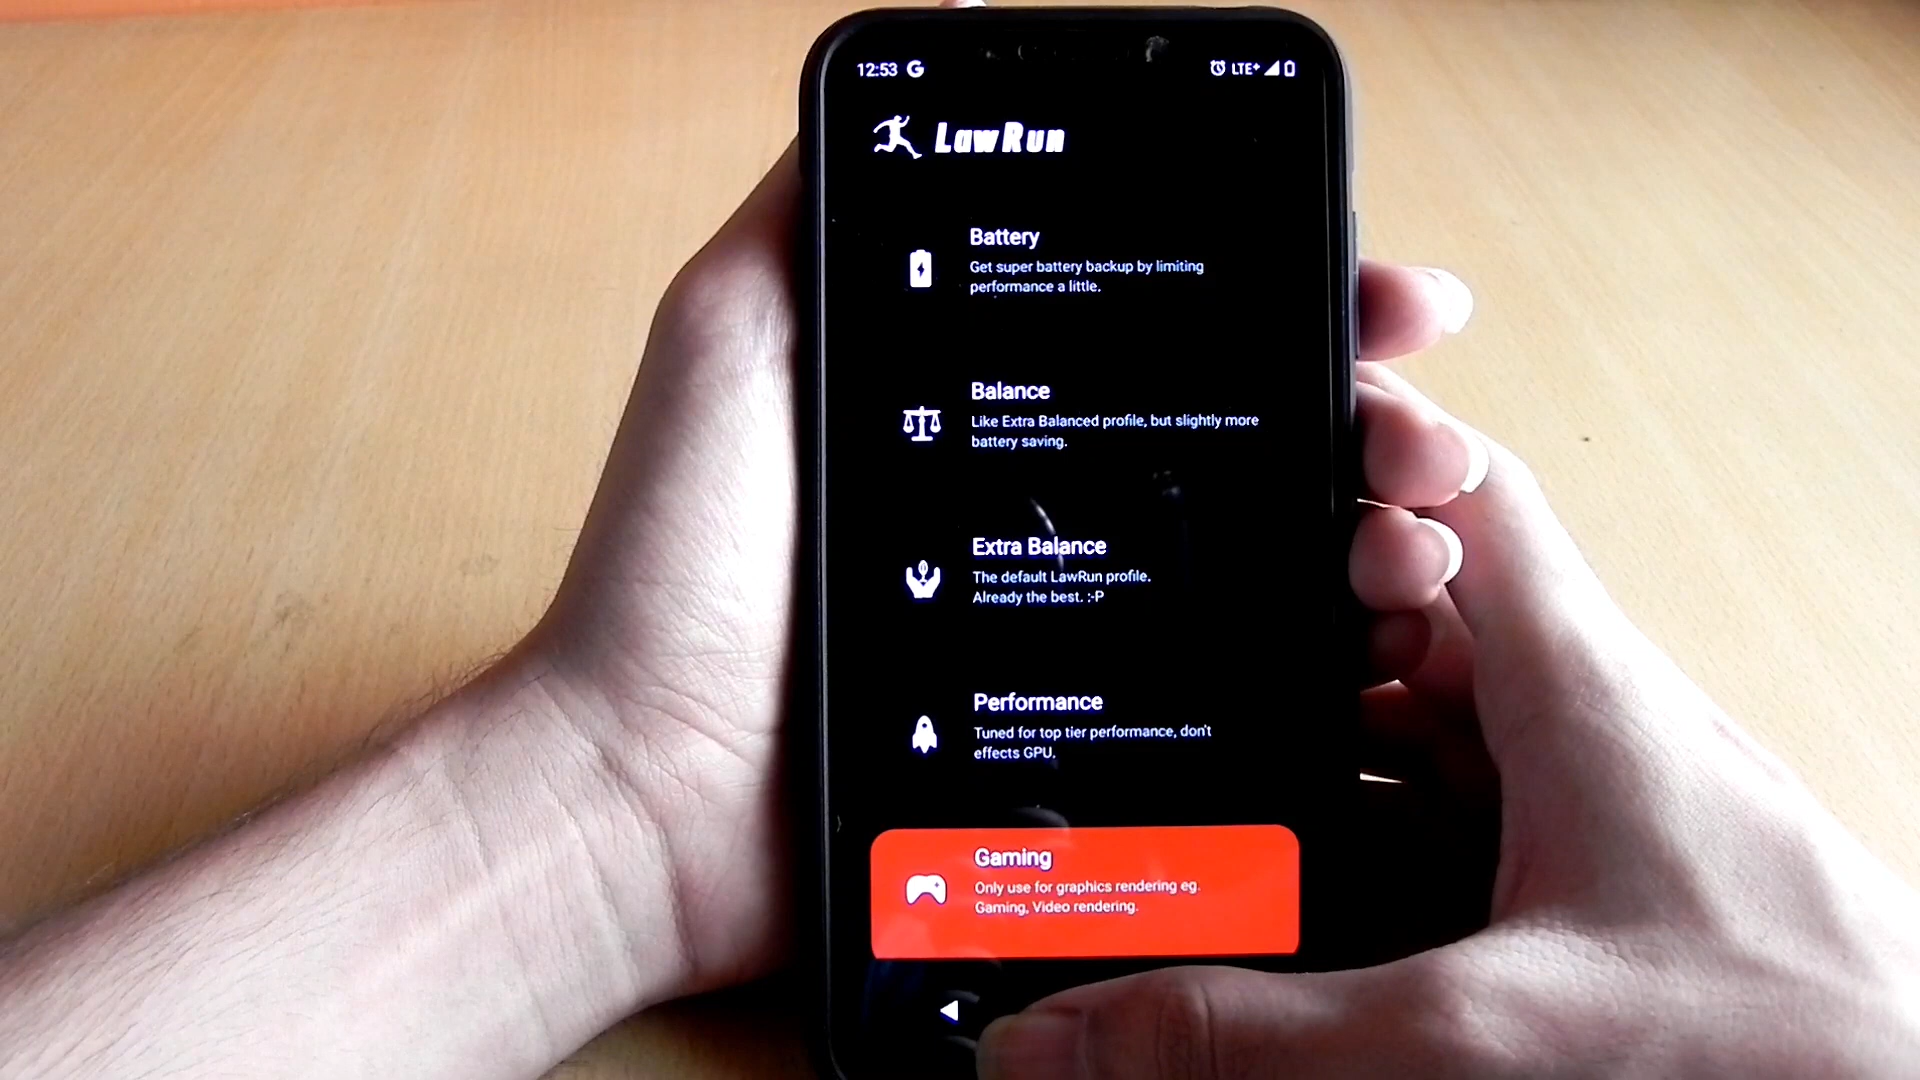 12:53 G LTE+
LawRun
Battery
Get super battery backup by limiting
performance a little.
Balance
Like Extra Balanced profile, but slightly more
battery saving.
Extra Balance
The default LawRun profile.
Already the best. :-P
Performance
Tuned for top tier performance, don't
effects GPU.
Gaming
Only use for graphics rendering eg.
Gaming, Video rendering.